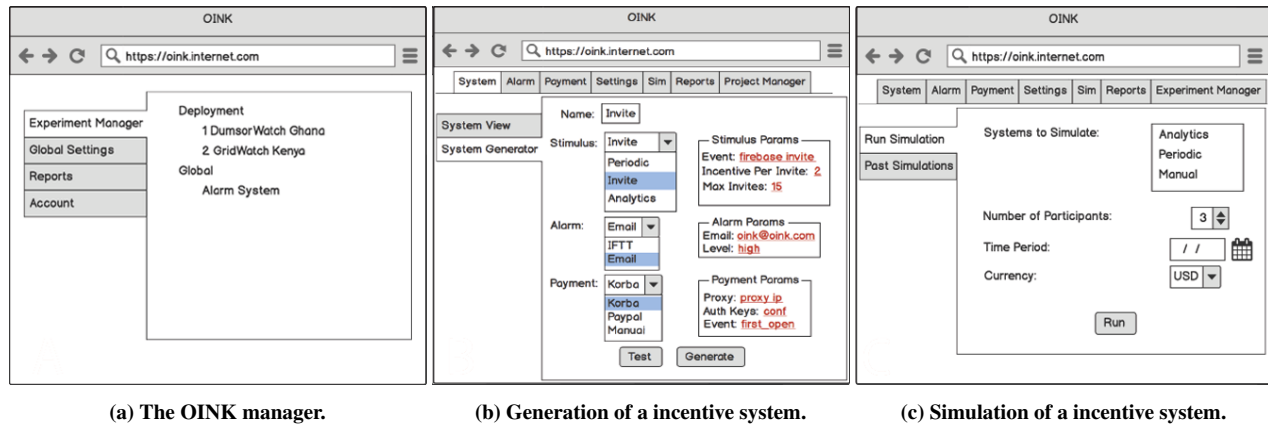 OINK
https://oink.internet.com
Experiment Manager
Global Settings
Reports
Account
Deployment
1 DumsorWatch Ghana
2 GridWatch Kenya
Global
Alarm System
(a) The OINK manager.
OINK
https://oink.internet.com
System Alarm Payment Settings Sim Reports Project Manager
System View
System Generator
Name: Invite
Stimulus: Invite
Periodic
Invite
Analytics
Stimulus Params
Event: firebase invite
Incentive Per Invite: 2
Max Invites: 15
Alarm: Email
IFTT
Email
Alarm Params
Email: oink@oink.com
Level: high
Payment: Korba
Korba
Paypal
Manual
Payment Params
Proxy: proxy ip
Auth Keys: conf
Event: first_open
Test Generate
(b) Generation of a incentive system.
OINK
https://oink.internet.com
System Alarm Payment Settings Sim Reports Experiment Manager
Run Simulation
Past Simulations
Systems to Simulate:
Analytics
Periodic
Manual
Number of Participants: 3
Time Period: / /
Currency: USD
Run
(c) Simulation of a incentive system.